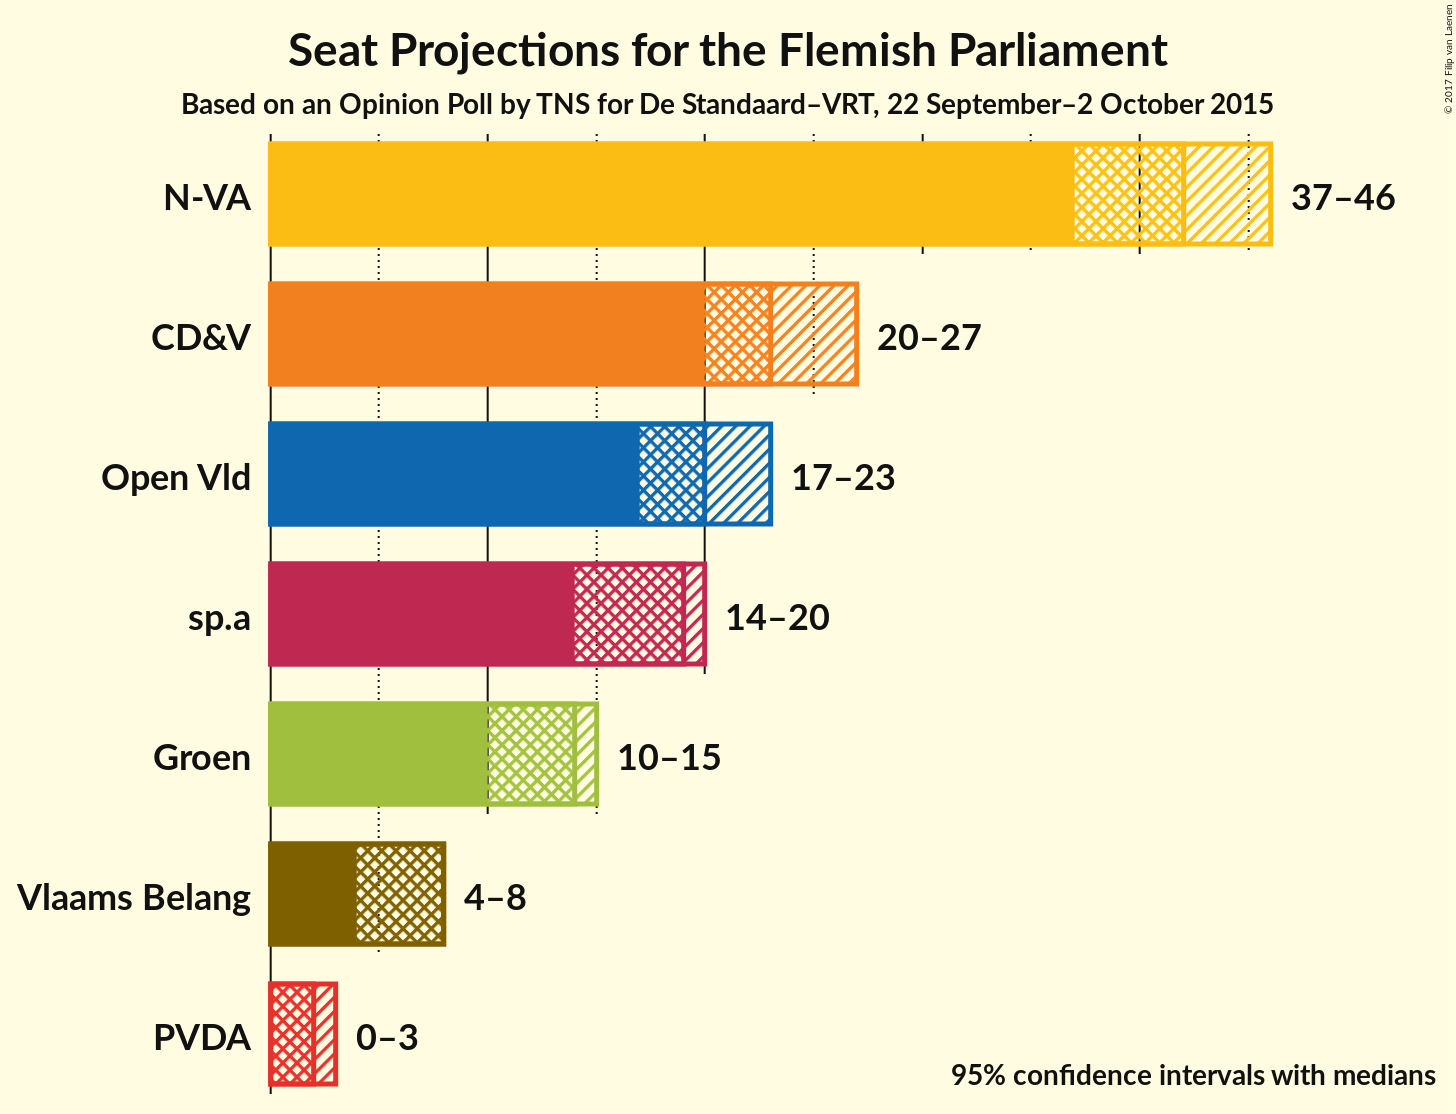 Seat Projections for the Flemish Parliament
Based on an Opinion Poll by TNS for De Standaard–VRT, 22 September–2 October 2015
© 2017 Filip van Laenen
N-VA
37–46
CD&V
20–27
Open Vld
17–23
sp.a
14–20
Groen
10–15
Vlaams Belang
4–8
PVDA
0–3
95% confidence intervals with medians